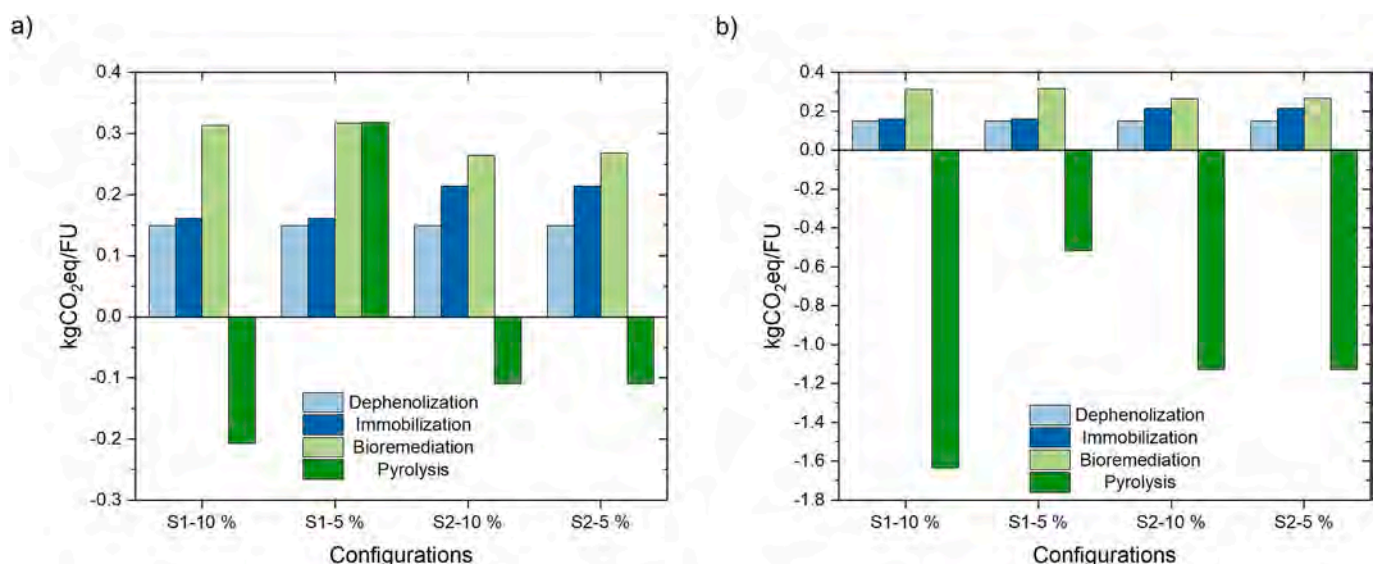 a)
0.4
0.3
0.2
0.1
0.0
-0.1
-0.2
-0.3
kgCO₂eq/FU
Dephenolization
Immobilization
Bioremediation
Pyrolysis
S1-10 % S1-5 % S2-10 % S2-5 %
Configurations
b)
0.4
0.2
0.0
-0.2
-0.4
-0.6
-0.8
-1.0
-1.2
-1.4
-1.6
-1.8
kgCO₂eq/FU
Dephenolization
Immobilization
Bioremediation
Pyrolysis
S1-10 % S1-5 % S2-10 % S2-5 %
Configurations